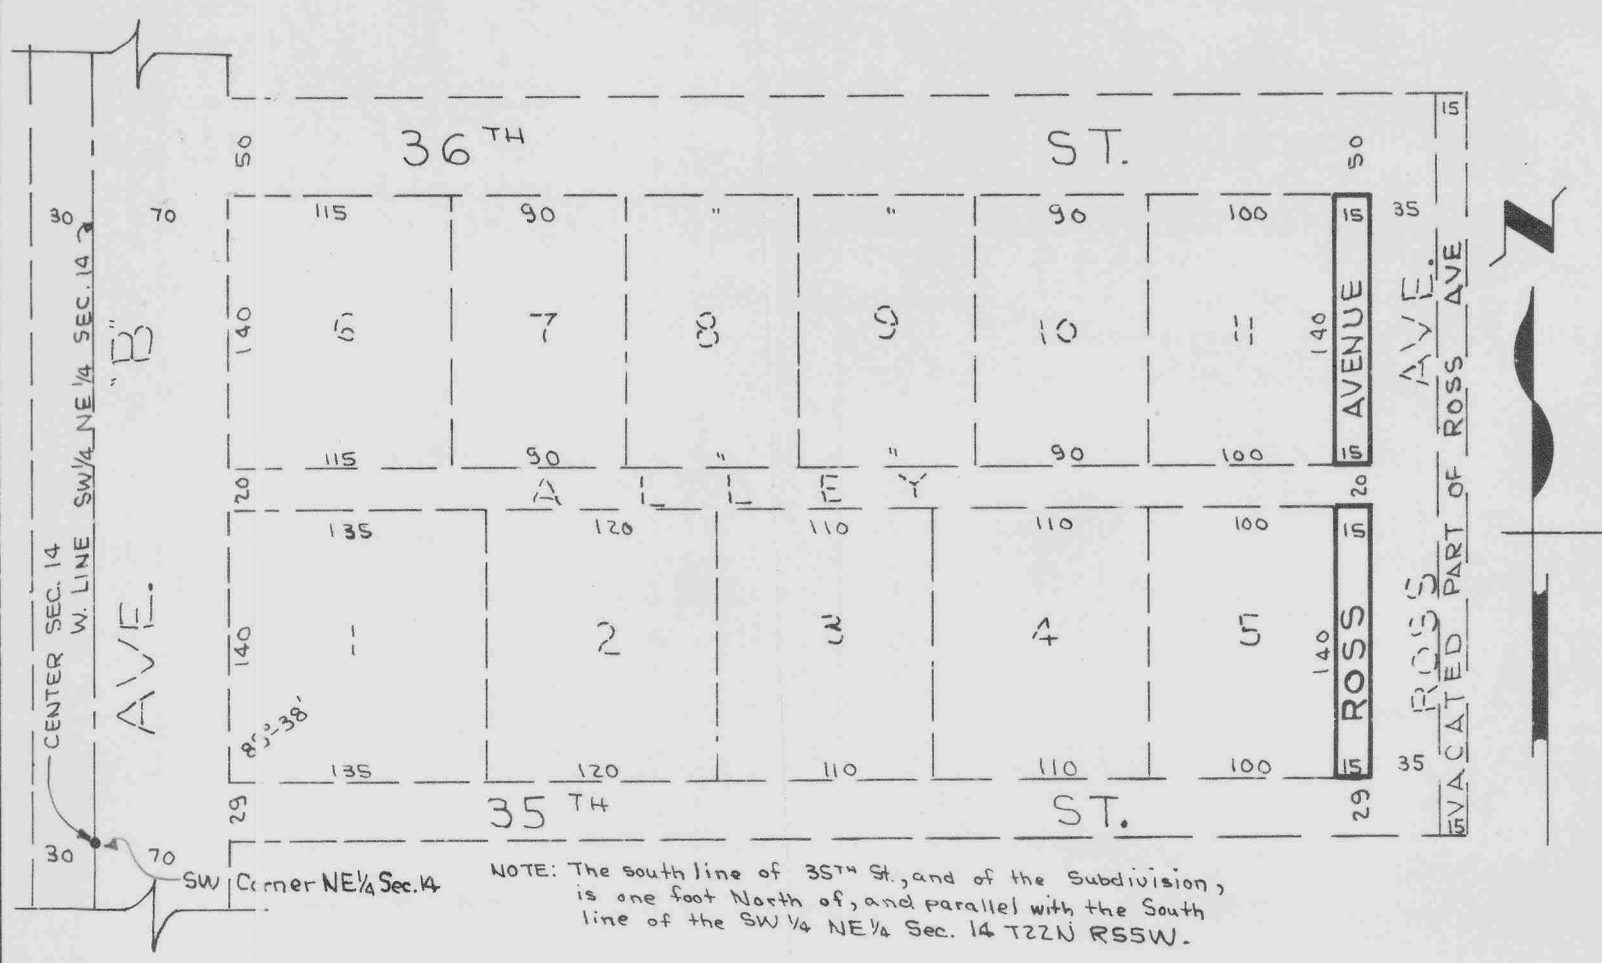 15
36TH ST.
50 50
30 70 115 90 " " 90 100 15 35
W. LINE SW¼ NE¼ SEC. 14
"B" AVE.
140 6 7 8 9 10 11 140 AVENUE
ROSS AVE.
VACATED PART OF ROSS AVE
115 90 " " 90 100 15
20 ALLEY 20
135 120 110 110 100 15
CENTER SEC. 14
140 1 2 3 4 5 140 ROSS
135 120 110 110 100 15 35
29 35TH ST. 29
15
30 70
SW Corner NE¼ Sec. 14
NOTE: The south line of 35TH St., and of the Subdivision,
is one foot North of, and parallel with the South
line of the SW ¼ NE¼ Sec. 14 T22N R55W.